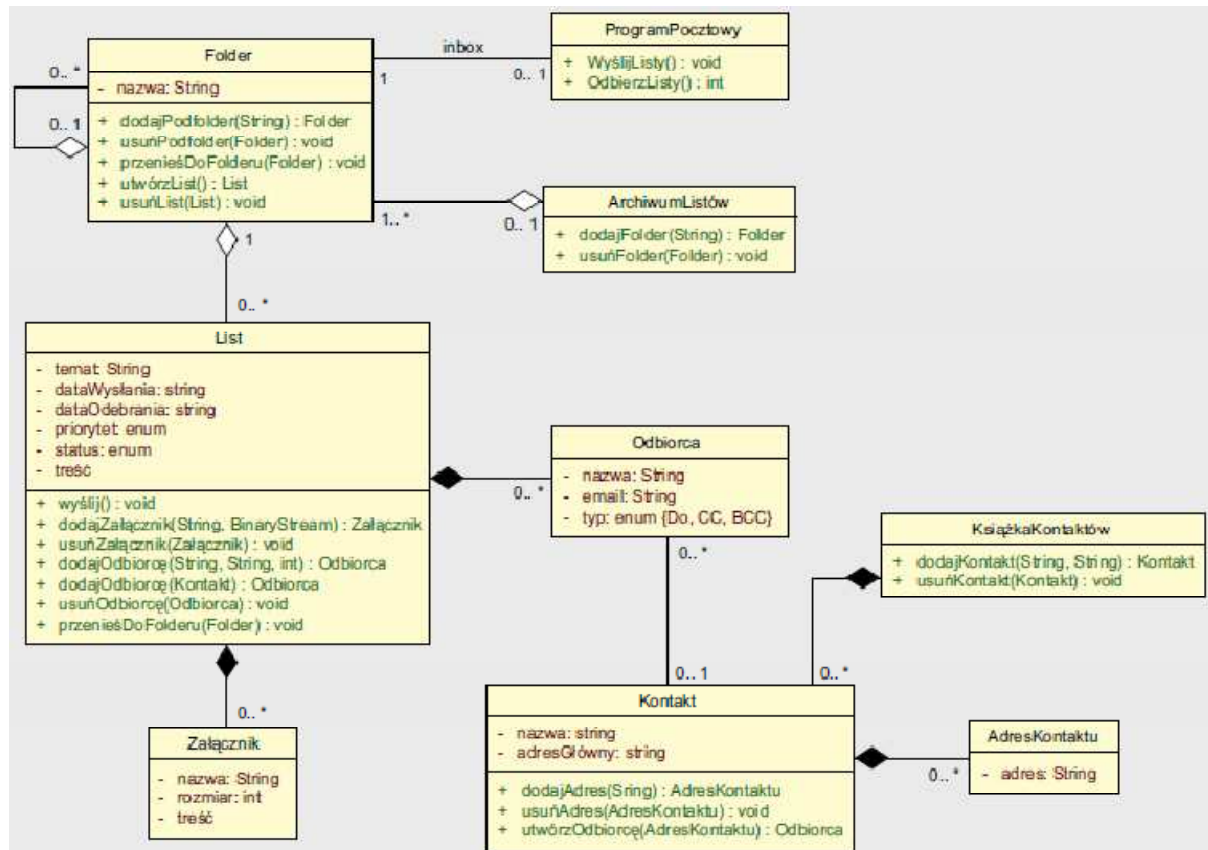 Folder
- nazwa: String
+ dodajPodfolder(String) : Folder
+ usuńPodfolder(Folder) : void
+ przenieśDoFolderu(Folder) : void
+ utwórzList() : List
+ usuńList(List) : void
0.. *
0.. 1
inbox
1
0.. 1
ProgramPocztowy
+ WyślijListy() : void
+ OdbierzListy() : int
1.. *
0.. 1
ArchiwumListów
+ dodajFolder(String) : Folder
+ usuńFolder(Folder) : void
1
0.. *
List
- temat: String
- dataWysłania: string
- dataOdebrania: string
- priorytet: enum
- status: enum
- treść
+ wyślij() : void
+ dodajZałącznik(String, BinaryStream) : Załącznik
+ usuńZałącznik(Załącznik) : void
+ dodajOdbiorcę(String, String, int) : Odbiorca
+ dodajOdbiorcę(Kontakt) : Odbiorca
+ usuńOdbiorcę(Odbiorca) : void
+ przenieśDoFolderu(Folder) : void
0.. *
Odbiorca
- nazwa: String
- email: String
- typ: enum {Do, CC, BCC}
0.. *
KsiążkaKontaktów
+ dodajKontakt(String, String) : Kontakt
+ usuńKontakt(Kontakt) : void
0.. 1
0.. *
0.. *
Załącznik
- nazwa: String
- rozmiar: int
- treść
Kontakt
- nazwa: string
- adresGłówny: string
+ dodajAdres(Sring) : AdresKontaktu
+ usuńAdres(AdresKontaktu) : void
+ utwórzOdbiorcę(AdresKontaktu) : Odbiorca
0.. *
AdresKontaktu
- adres: String